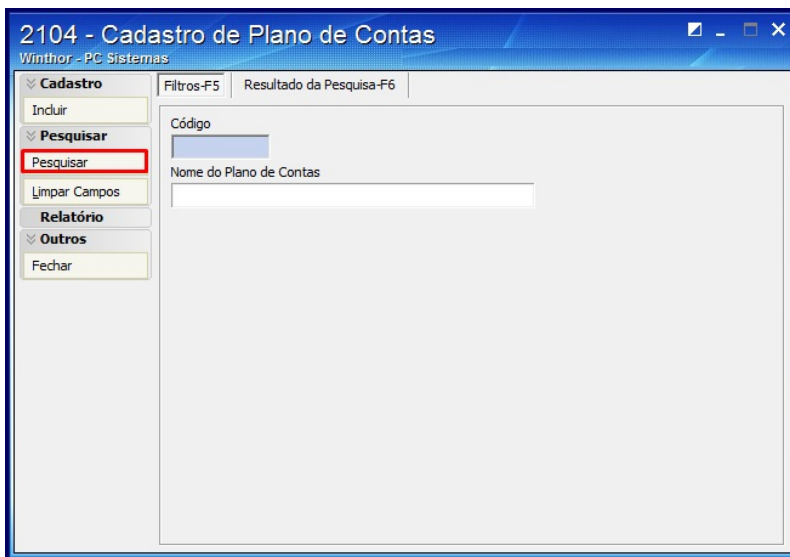 2104 - Cadastro de Plano de Contas
Winthor - PC Sistemas
Cadastro
Incluir
Pesquisar
Pesquisar
Limpar Campos
Relatório
Outros
Fechar
Filtros-F5 Resultado da Pesquisa-F6
Código
Nome do Plano de Contas